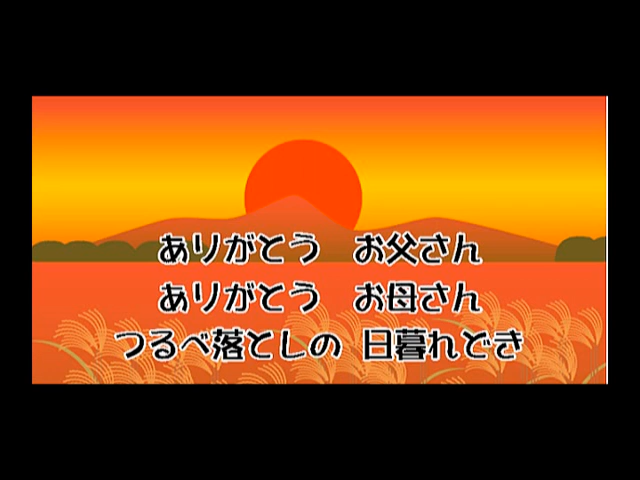 ありがとう　お父さん
ありがとう　お母さん
つるべ落としの 日暮れどき